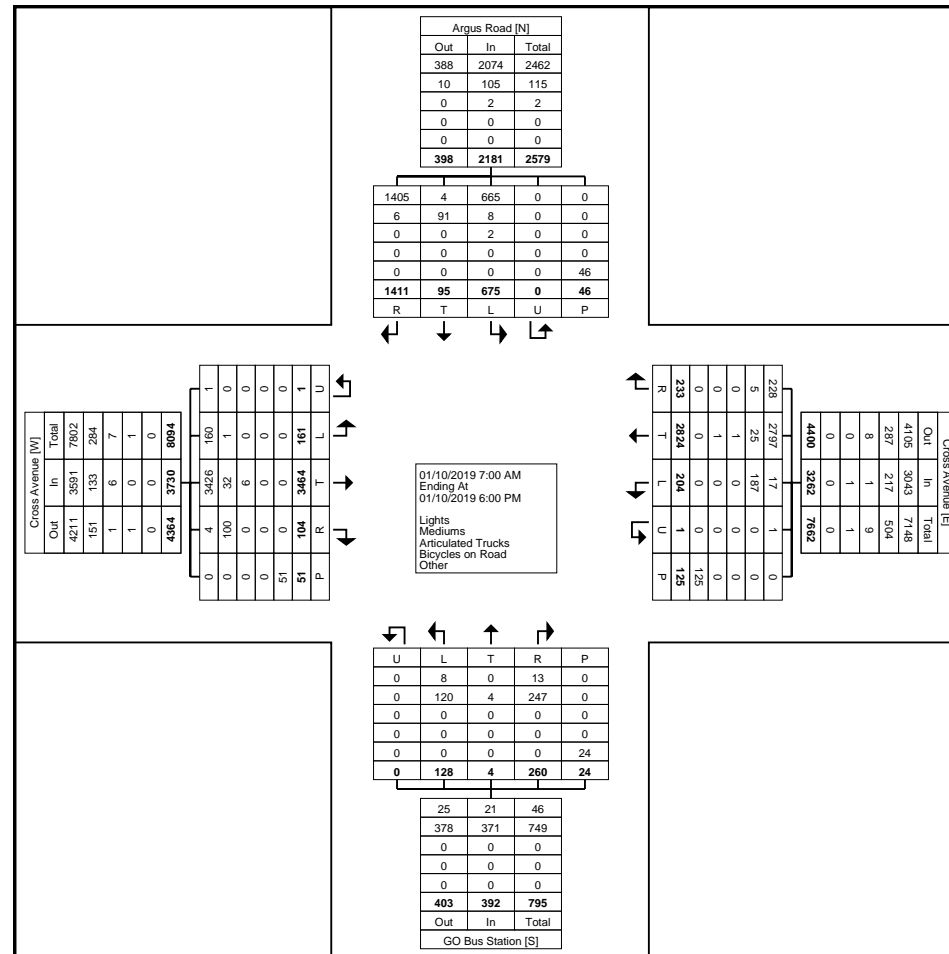 Argus Road [N]
Out In Total
388 2074 2462
10 105 115
0 2 2
0 0 0
0 0 0
398 2181 2579
1405 4 665 0 0
6 91 8 0 0
0 0 2 0 0
0 0 0 0 0
0 0 0 0 46
1411 95 675 0 46
R T L U P
Cross Avenue [W]
Total 7802 284 7 1 0 8094
In 3591 133 6 0 0 3730
Out 4211 151 1 1 0 4364
1 0 0 0 0 1 U
160 1 0 0 0 161 L
3426 32 6 0 0 3464 T
4 100 0 0 0 104 R
0 0 0 0 51 51 P
01/10/2019 7:00 AM
Ending At
01/10/2019 6:00 PM
Lights
Mediums
Articulated Trucks
Bicycles on Road
Other
R 233 0 0 0 5 228
T 2824 0 1 1 25 2797
L 204 0 0 0 187 17
U 1 0 0 0 0 1
P 125 125 0 0 0 0
4400 0 0 8 287 4105 Out
3262 0 1 1 217 3043 In
7662 0 1 9 504 7148 Total
Cross Avenue [E]
U L T R P
0 8 0 13 0
0 120 4 247 0
0 0 0 0 0
0 0 0 0 0
0 0 0 0 24
0 128 4 260 24
25 21 46
378 371 749
0 0 0
0 0 0
0 0 0
403 392 795
Out In Total
GO Bus Station [S]